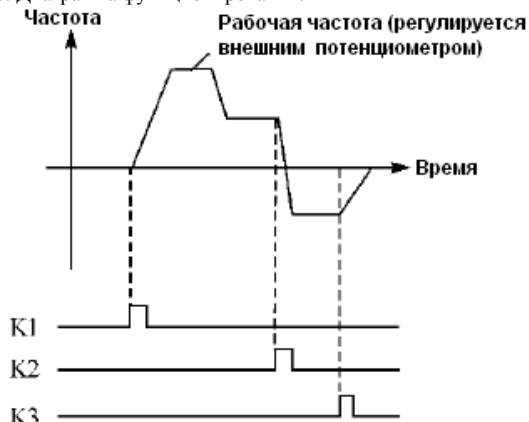 Частота
Рабочая частота (регулируется
внешним потенциометром)
Время
K1
K2
K3